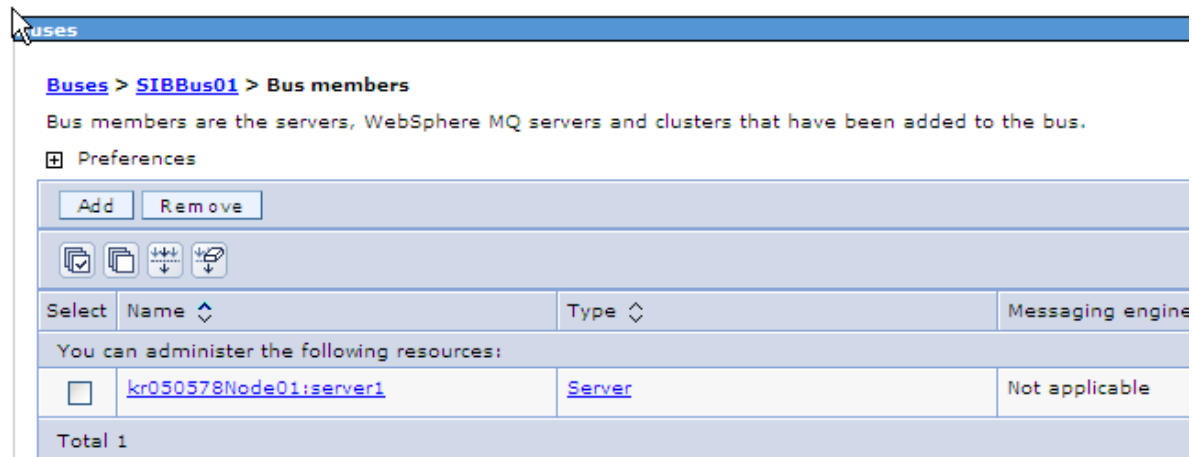 uses
Buses > SIBBus01 > Bus members
Bus members are the servers, WebSphere MQ servers and clusters that have been added to the bus.
Preferences
Add Remove
Select Name Type Messaging engine
You can administer the following resources:
kr050578Node01:server1 Server Not applicable
Total 1